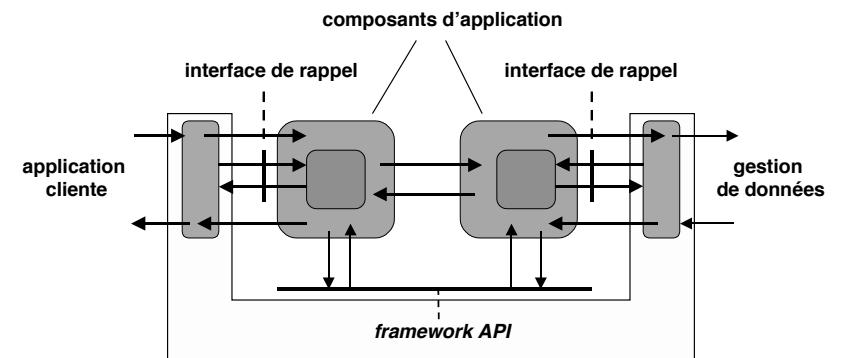 composants d'application
interface de rappel
interface de rappel
application
cliente
gestion
de données
framework API